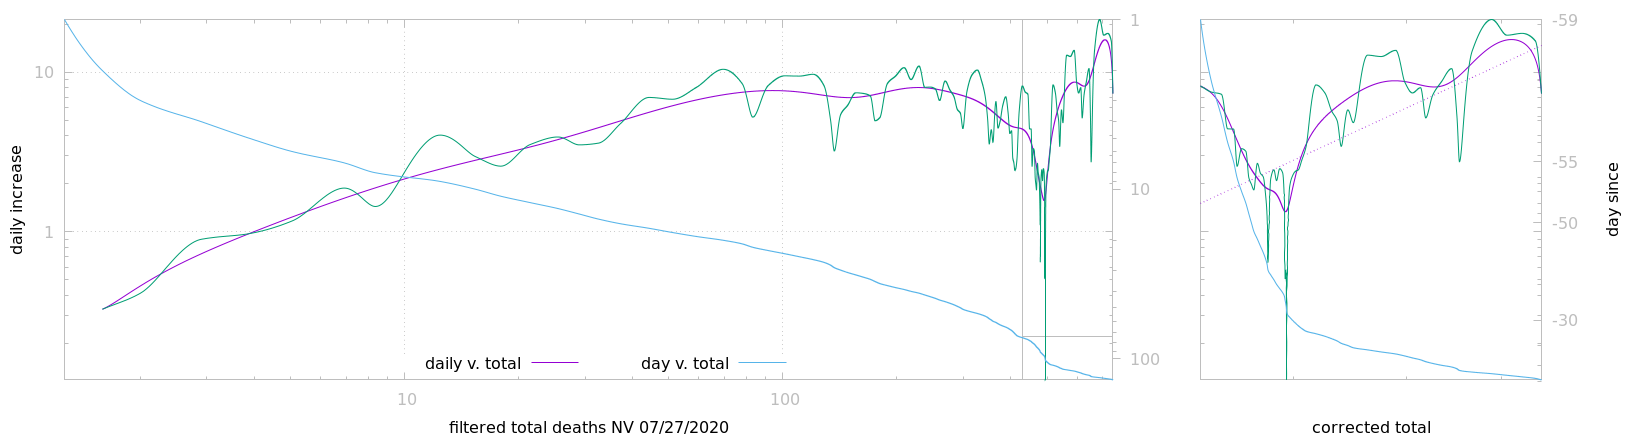 daily increase
10
1
daily v. total
day v. total
10
100
filtered total deaths NV 07/27/2020
1
10
100
-59
-55
-50
-30
day since
corrected total